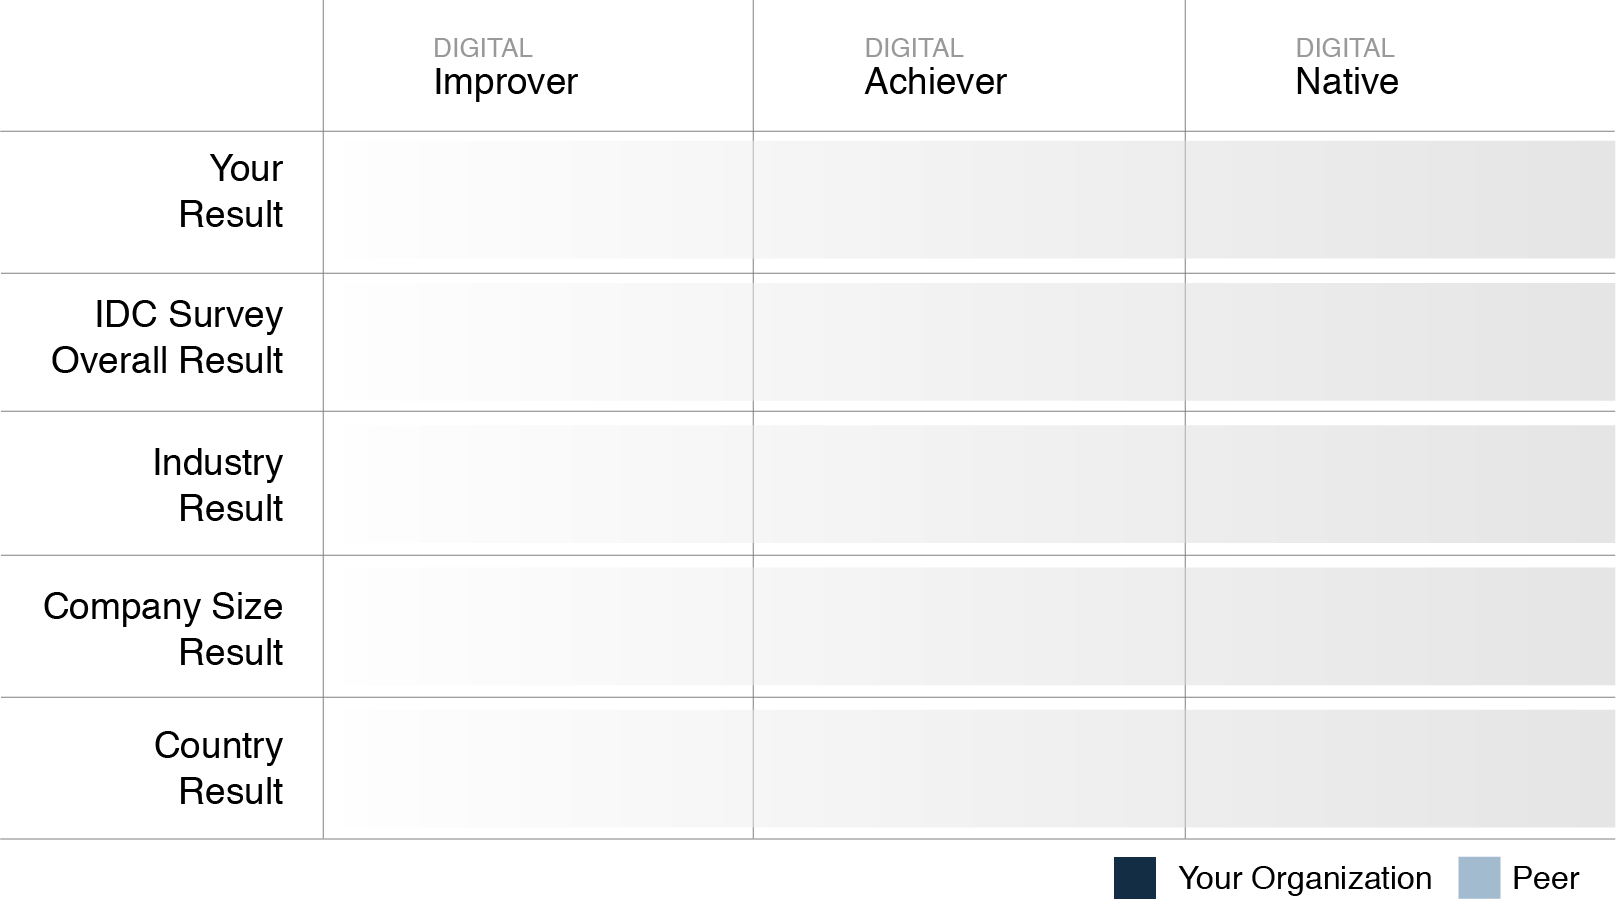 DIGITAL
Improver
DIGITAL
Achiever
DIGITAL
Native
Your
Result
IDC Survey
Overall Result
Industry
Result
Company Size
Result
Country
Result
Your Organization
Peer